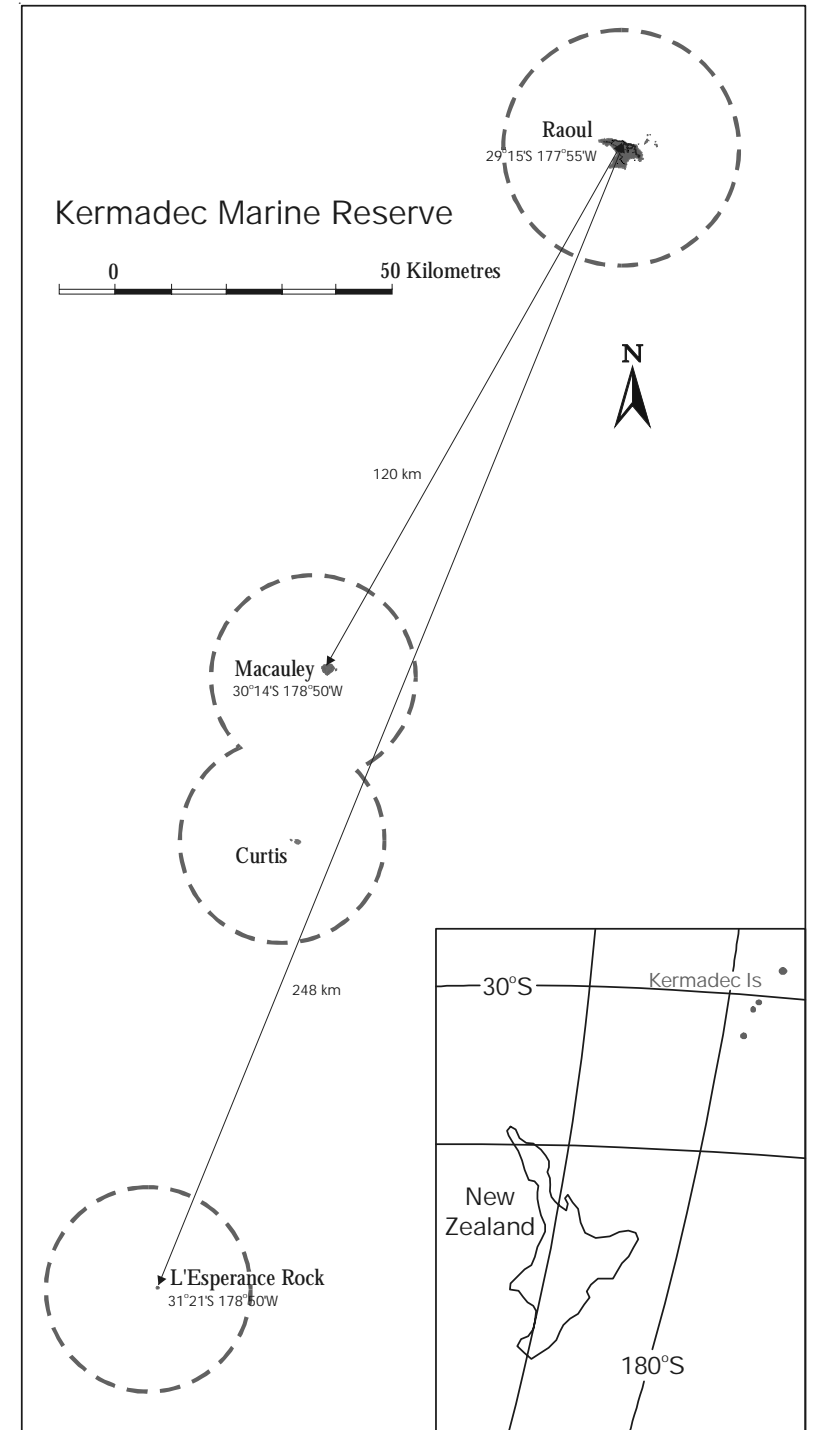 Raoul
29°15'S 177°55'W
Kermadec Marine Reserve
0 50 Kilometres
N
120 km
Macauley
30°14'S 178°50'W
Curtis
248 km
L'Esperance Rock
31°21'S 178°50'W
Kermadec Is
30°S
New
Zealand
180°S